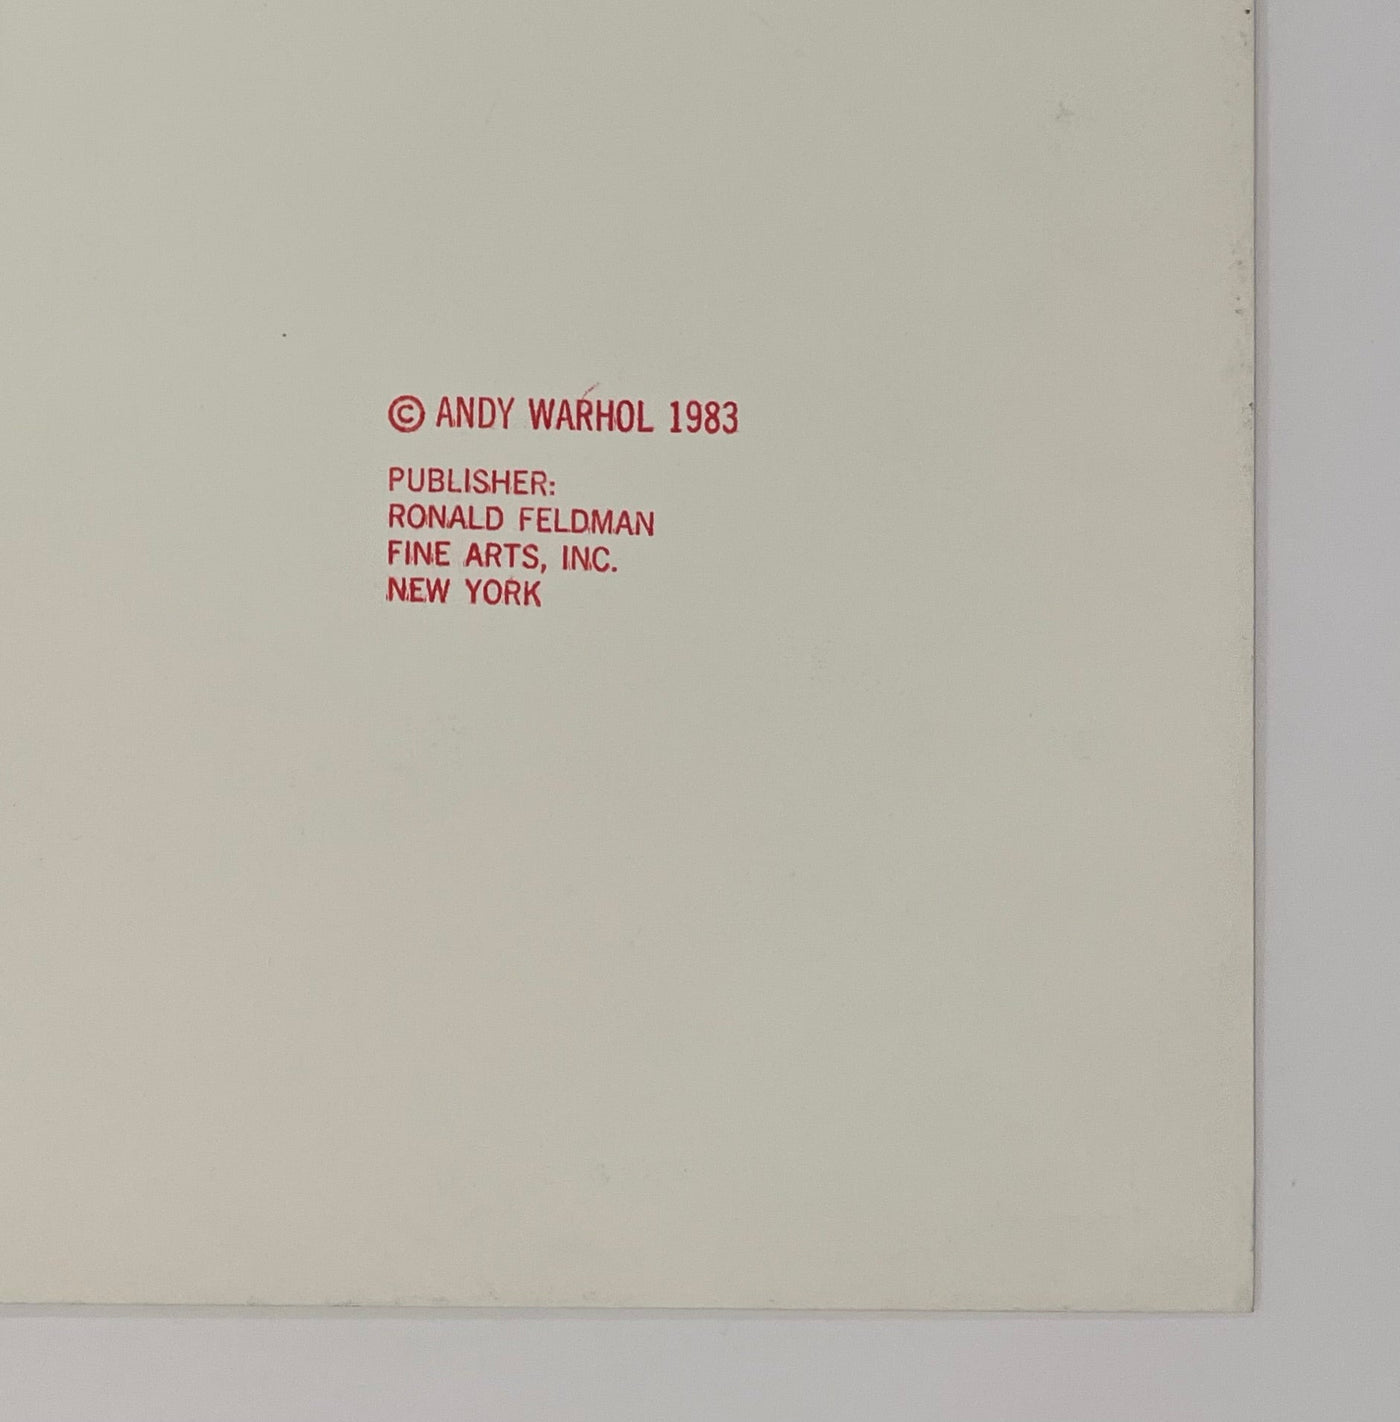 © ANDY WARHOL 1983
PUBLISHER:
RONALD FELDMAN
FINE ARTS, INC.
NEW YORK